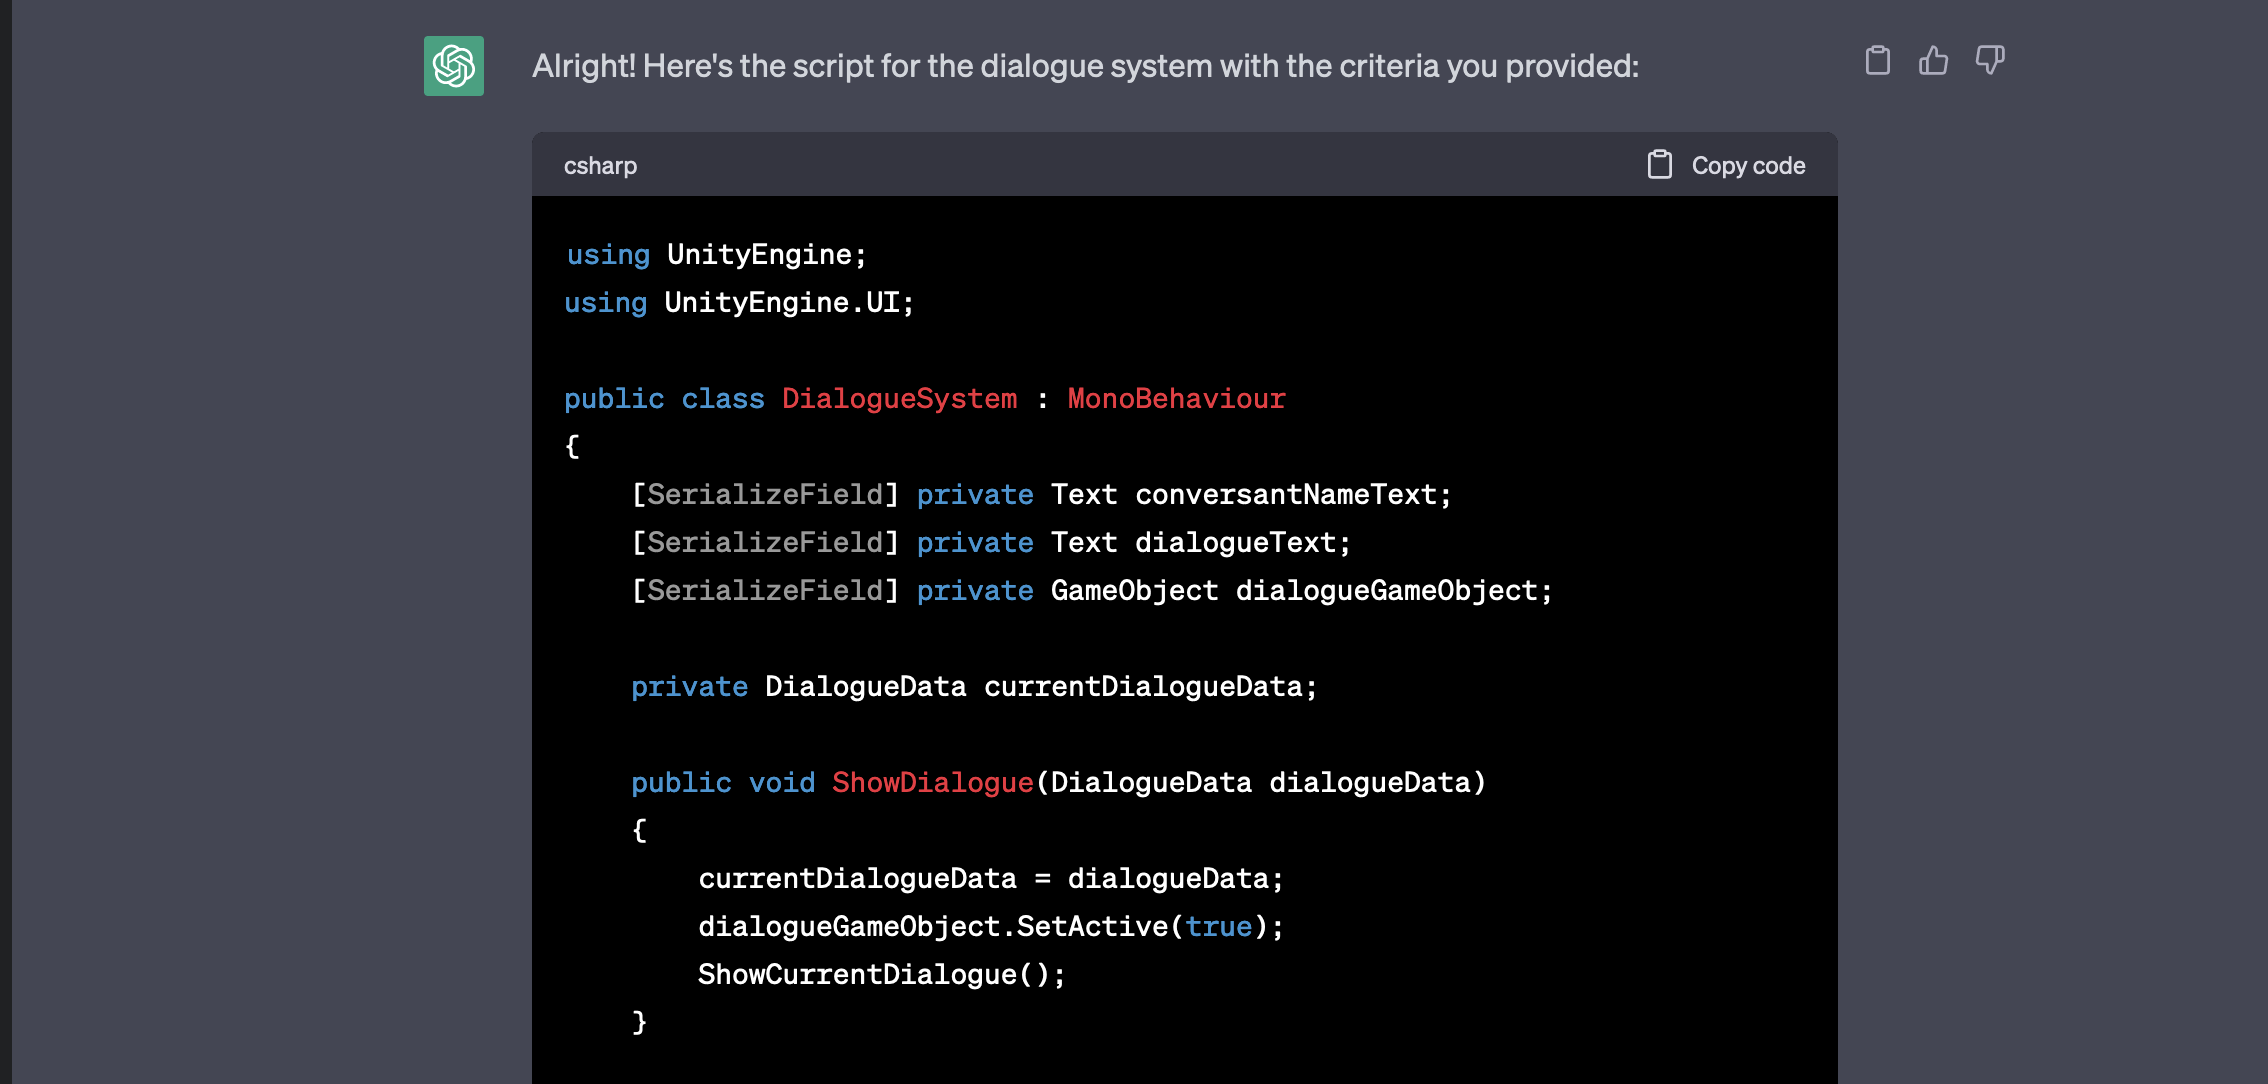 Alright! Here's the script for the dialogue system with the criteria you provided:
csharp
Copy code
using UnityEngine;
using UnityEngine.UI;
public class DialogueSystem : MonoBehaviour
{
    [SerializeField] private Text conversantNameText;
    [SerializeField] private Text dialogueText;
    [SerializeField] private GameObject dialogueGameObject;
    private DialogueData currentDialogueData;
    public void ShowDialogue(DialogueData dialogueData)
    {
        currentDialogueData = dialogueData;
        dialogueGameObject.SetActive(true);
        ShowCurrentDialogue();
    }